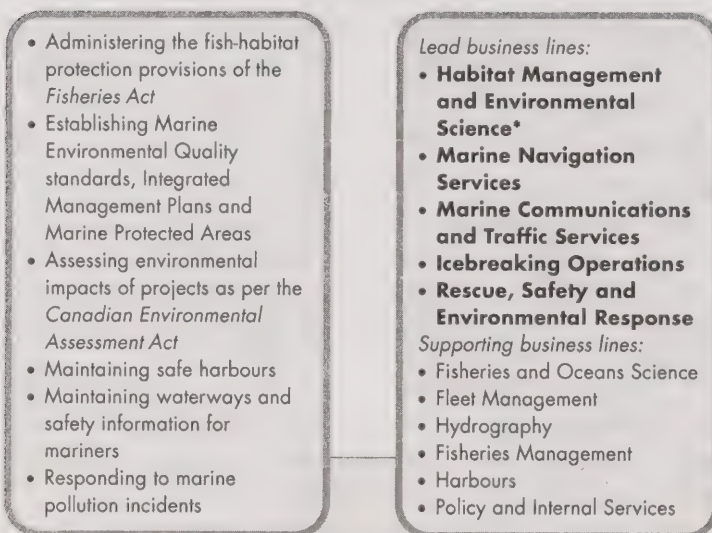 • Administering the fish-habitat
protection provisions of the
Fisheries Act
• Establishing Marine
Environmental Quality
standards, Integrated
Management Plans and
Marine Protected Areas
• Assessing environmental
impacts of projects as per the
Canadian Environmental
Assessment Act
• Maintaining safe harbours
• Maintaining waterways and
safety information for
mariners
• Responding to marine
pollution incidents
Lead business lines:
• Habitat Management
and Environmental
Science*
• Marine Navigation
Services
• Marine Communications
and Traffic Services
• Icebreaking Operations
• Rescue, Safety and
Environmental Response
Supporting business lines:
• Fisheries and Oceans Science
• Fleet Management
• Hydrography
• Fisheries Management
• Harbours
• Policy and Internal Services